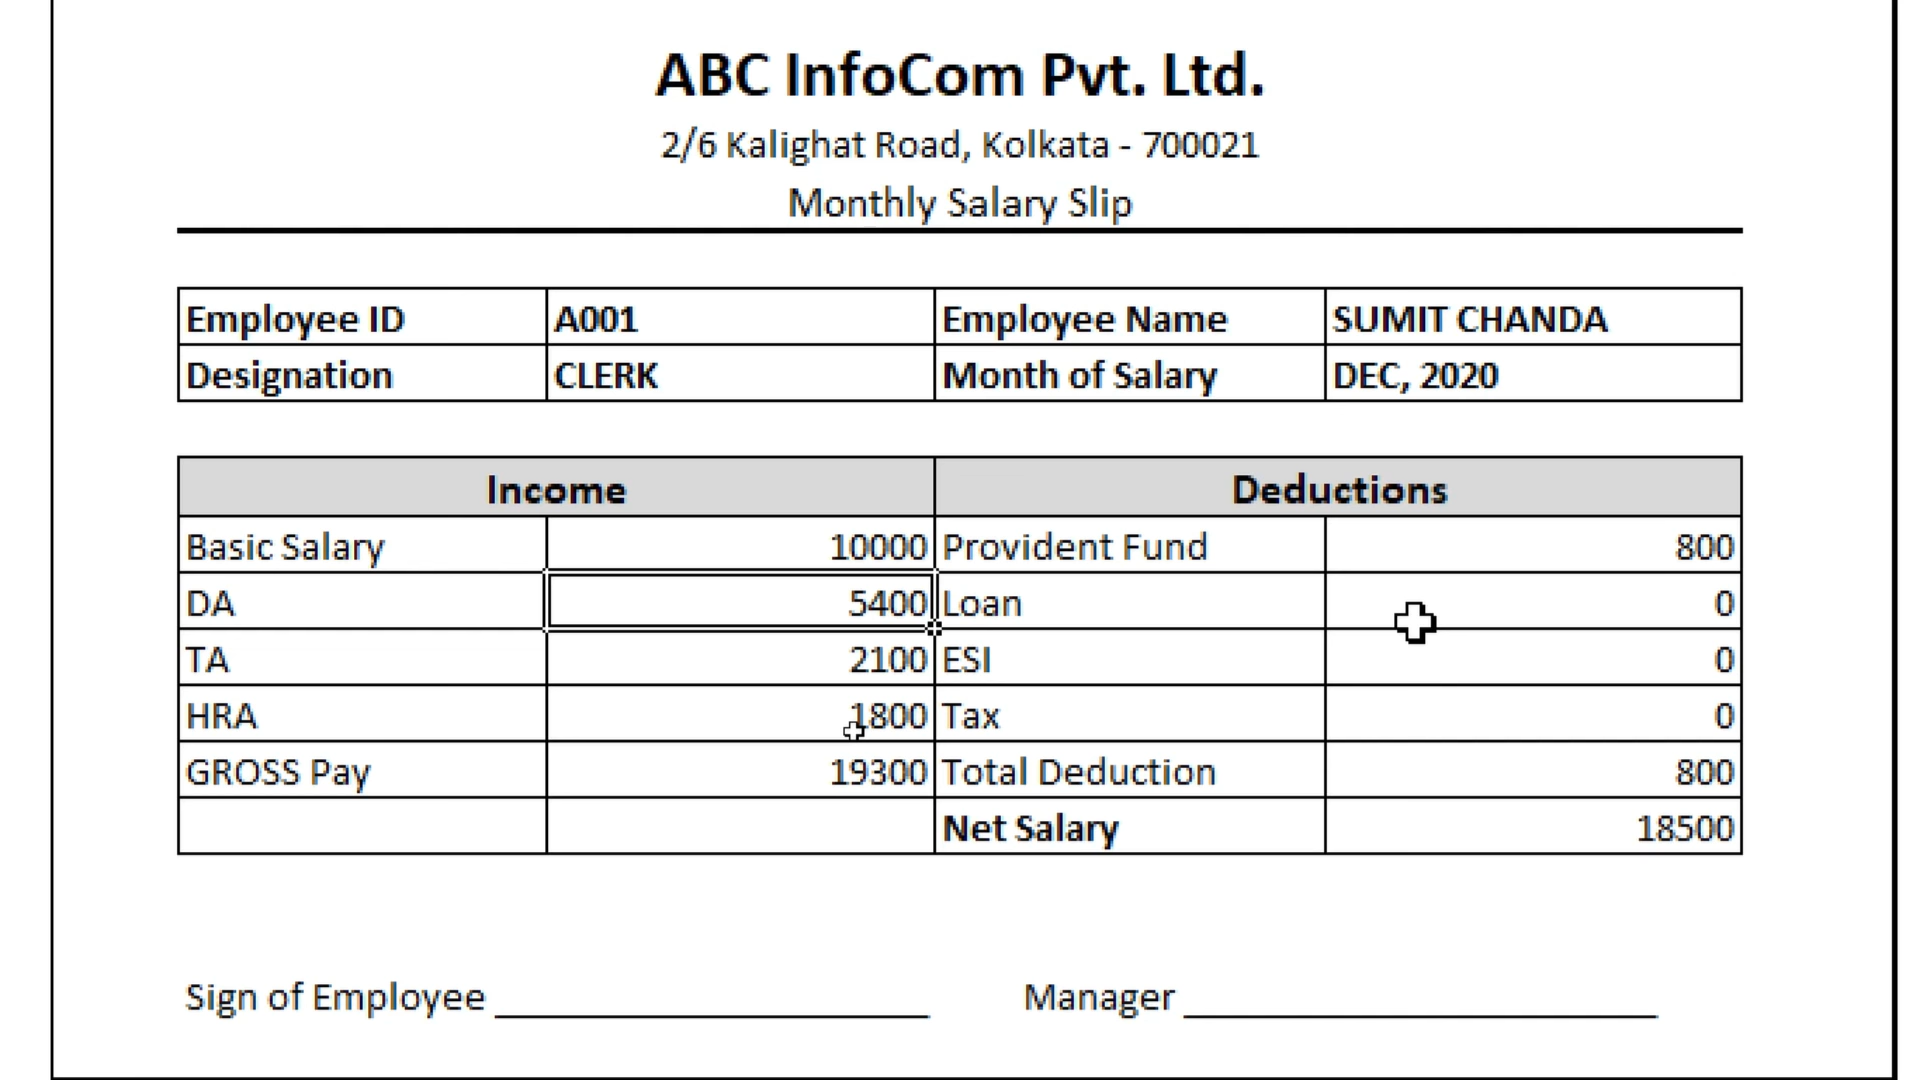 ABC InfoCom Pvt. Ltd.
2/6 Kalighat Road, Kolkata - 700021
Monthly Salary Slip
Employee ID A001 Employee Name SUMIT CHANDA
Designation CLERK Month of Salary DEC, 2020
Income Deductions
Basic Salary 10000 Provident Fund 800
DA 5400 Loan 0
TA 2100 ESI 0
HRA 1800 Tax 0
GROSS Pay 19300 Total Deduction 800
Net Salary 18500
Sign of Employee ____________________ Manager ______________________